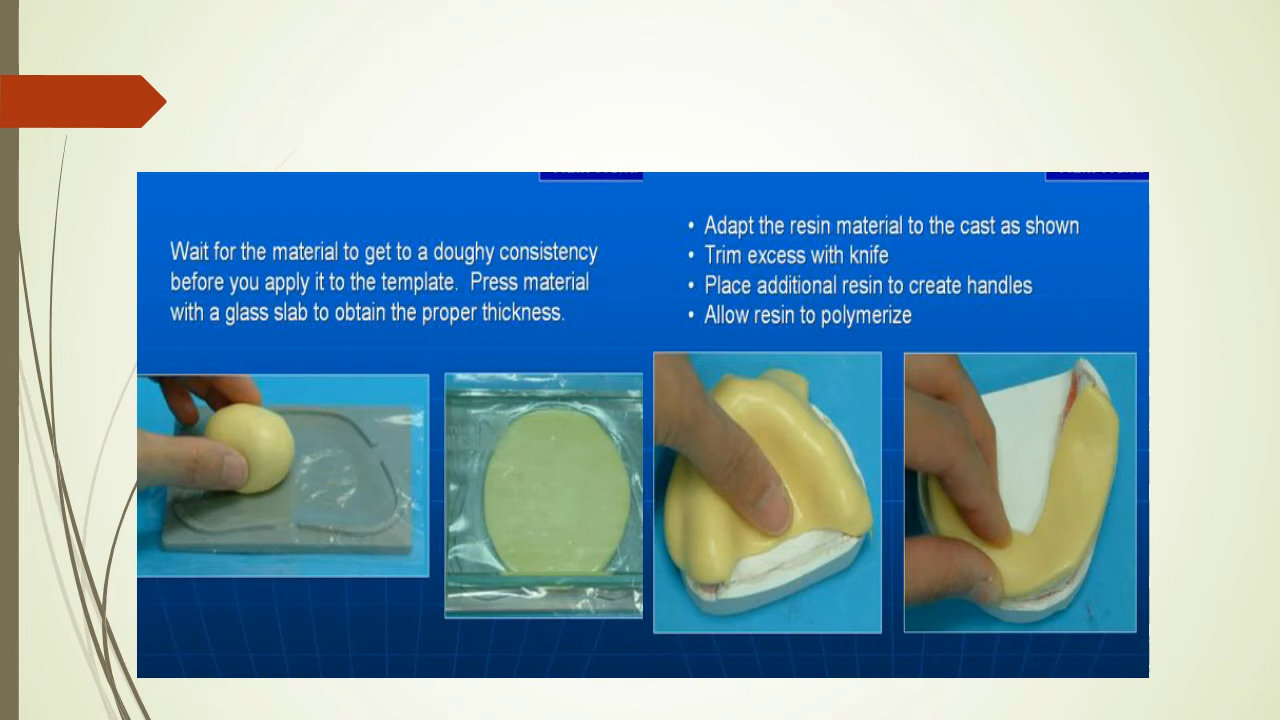 Wait for the material to get to a doughy consistency
before you apply it to the template.  Press material
with a glass slab to obtain the proper thickness.
• Adapt the resin material to the cast as shown
• Trim excess with knife
• Place additional resin to create handles
• Allow resin to polymerize